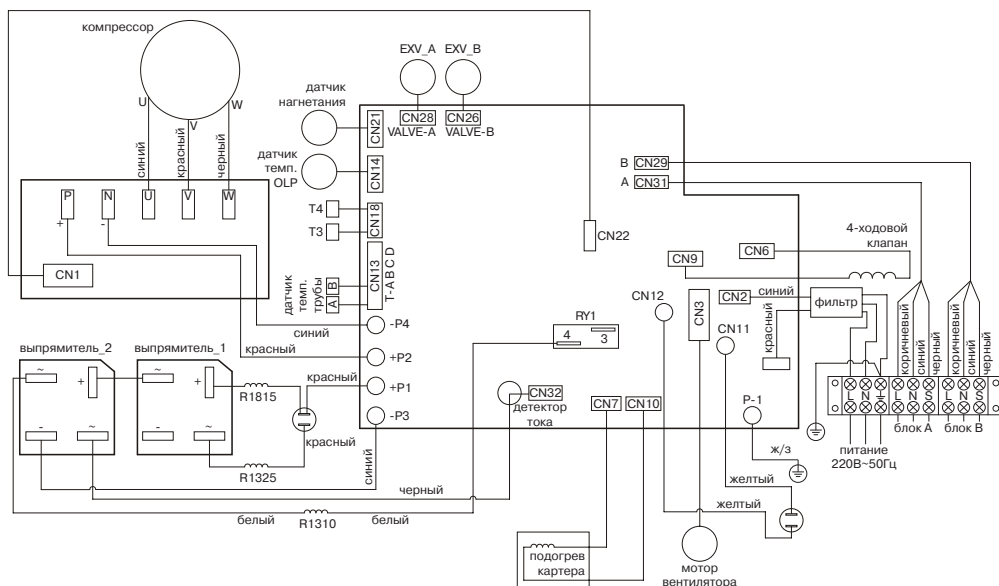 компрессор
U
V
W
синий
красный
черный
P
N
U
V
W
+
-
CN1
EXV_A
EXV_B
CN28
CN26
VALVE-A
VALVE-B
датчик
нагнетания
CN21
датчик
темп.
OLP
CN14
T4
T3
CN18
CN13
T-A B C D
датчик
темп.
трубы
B
A
-P4
синий
+P2
красный
+P1
красный
-P3
выпрямитель_2
выпрямитель_1
~
+
-
~
~
+
-
~
R1815
красный
R1325
синий
черный
белый
R1310
белый
RY1
4
3
CN32
детектор
тока
CN7
CN10
подогрев
картера
CN22
B
CN29
A
CN31
4-ходовой
клапан
CN6
CN9
CN12
CN3
CN2
синий
CN11
красный
фильтр
P-1
ж/з
желтый
желтый
мотор
вентилятора
коричневый
синий
черный
коричневый
синий
черный
L
N
L
N
S
L
N
S
L
N
L
N
S
L
N
S
блок A
блок B
питание
220В~50Гц